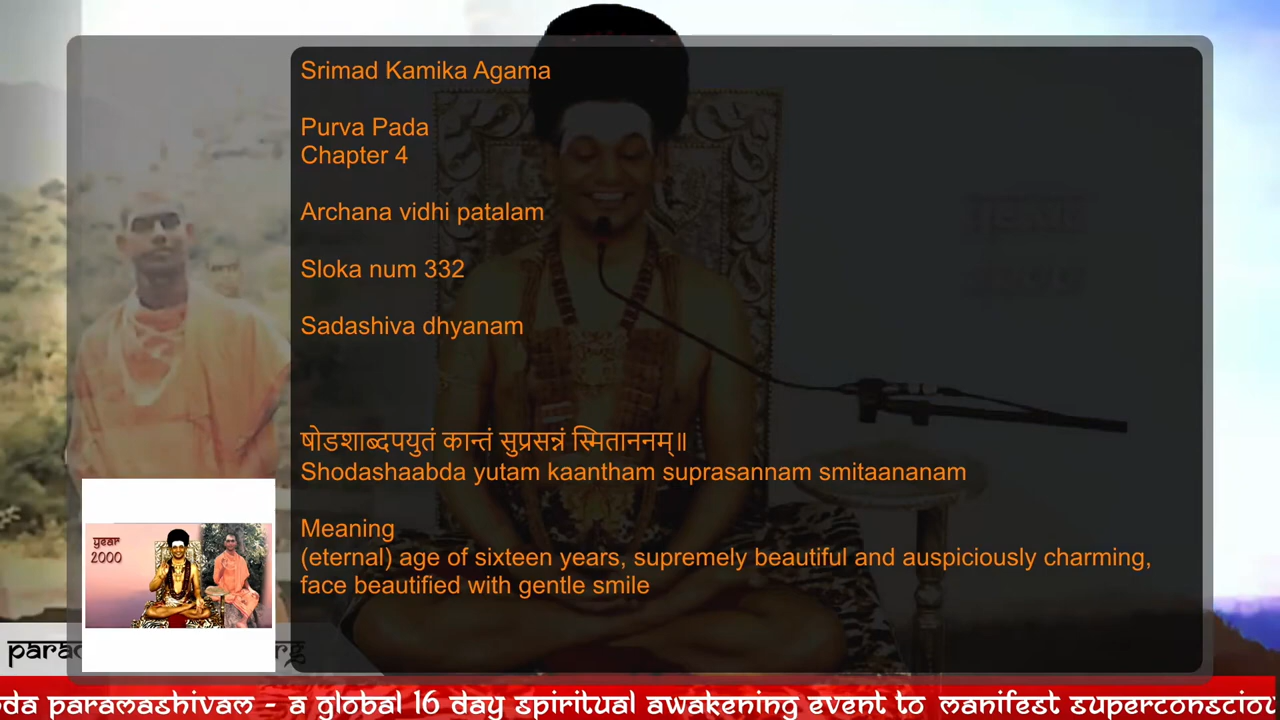 Srimad Kamika Agama
Purva Pada
Chapter 4
Archana vidhi patalam
Sloka num 332
Sadashiva dhyanam
षोडशाब्दपयुतं कान्तं सुप्रसन्नं स्मिताननम्॥
Shodashaabda yutam kaantham suprasannam smitaananam
Meaning
(eternal) age of sixteen years, supremely beautiful and auspiciously charming,
face beautified with gentle smile
year
2000
paramashivam - a global 16 day spiritual awakening event to manifest